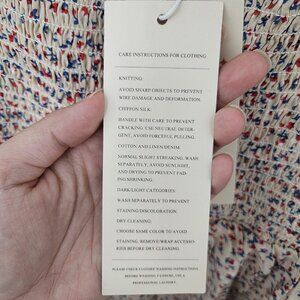 CARE INSTRUCTIONS FOR CLOTHING
KNITTING:
AVOID SHARP OBJECTS TO PREVENT
WIRE DAMAGE AND DEFORMATION.
CHIFFON SILK:
HANDLE WITH CARE TO PREVENT
CRACKING, USE NEUTRAL DETER-
GENT, AVOID FORCEFUL PULLING.
COTTON AND LINEN/DENIM:
NORMAL SLIGHT STREAKING, WASH
SEPARATELY, AVOID SUNLIGHT,
AND DRYING TO PREVENT FAD-
ING/SHRINKING.
DARK/LIGHT CATEGORIES:
WASH SEPARATELY TO PREVENT
STAINING/DISCOLORATION.
DRY CLEANING:
CHOOSE SAME COLOR TO AVOID
STAINING, REMOVE/WRAP ACCESSO-
RIES BEFORE DRY CLEANING.
PLEASE CHECK CLOTHES' WASHING INSTRUCTIONS
BEFORE WASHING. UNSURE, USE A
PROFESSIONAL LAUNDRY.